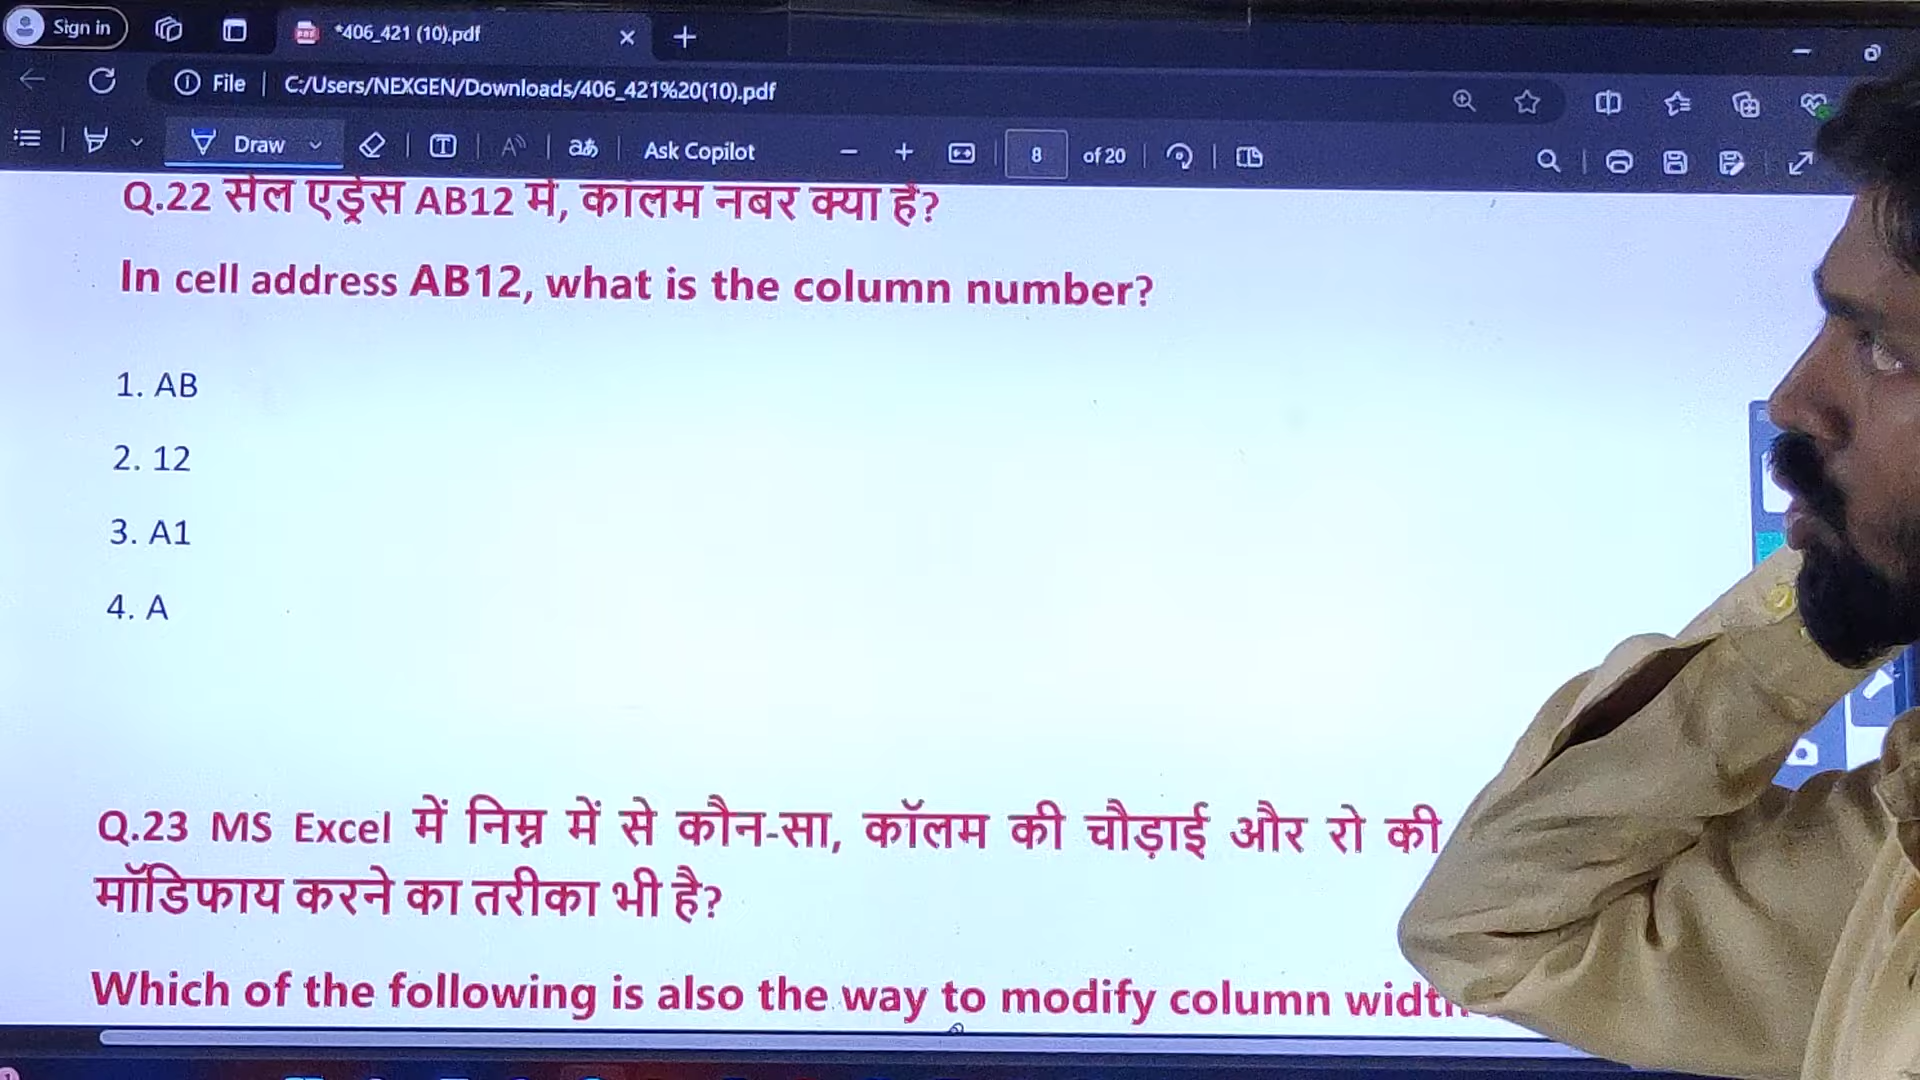 Sign in
*406_421 (10).pdf
File
C:/Users/NEXGEN/Downloads/406_421%20(10).pdf
Draw
Ask Copilot
8
of 20
Q.22 सेल एड्रेस AB12 में, कॉलम नंबर क्या है?
In cell address AB12, what is the column number?
1. AB
2. 12
3. A1
4. A
Q.23 MS Excel में निम्न में से कौन-सा, कॉलम की चौड़ाई और रो की
मॉडिफाय करने का तरीका भी है?
Which of the following is also the way to modify column width